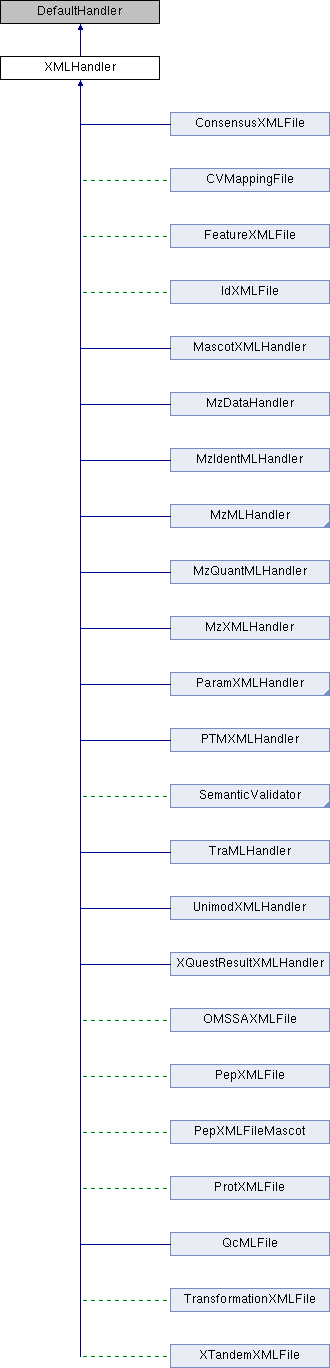 DefaultHandler
XMLHandler
ConsensusXMLFile
CVMappingFile
FeatureXMLFile
IdXMLFile
MascotXMLHandler
MzDataHandler
MzIdentMLHandler
MzMLHandler
MzQuantMLHandler
MzXMLHandler
ParamXMLHandler
PTMXMLHandler
SemanticValidator
TraMLHandler
UnimodXMLHandler
XQuestResultXMLHandler
OMSSAXMLFile
PepXMLFile
PepXMLFileMascot
ProtXMLFile
QcMLFile
TransformationXMLFile
XTandemXMLFile